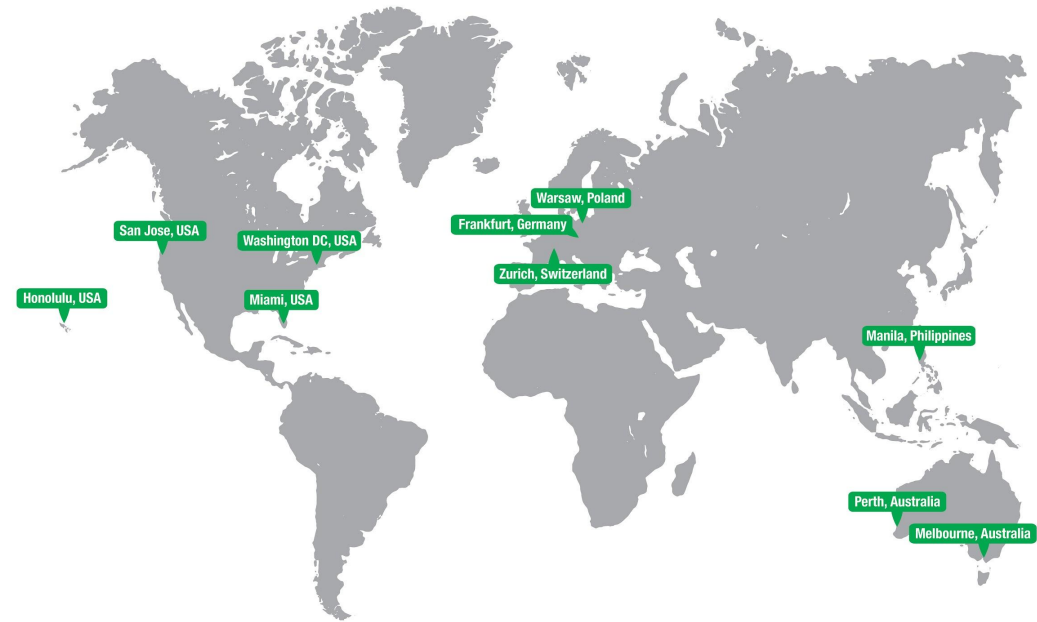 Warsaw, Poland
Frankfurt, Germany
San Jose, USA
Washington DC, USA
Zurich, Switzerland
Honolulu, USA
Miami, USA
Manila, Philippines
Perth, Australia
Melbourne, Australia